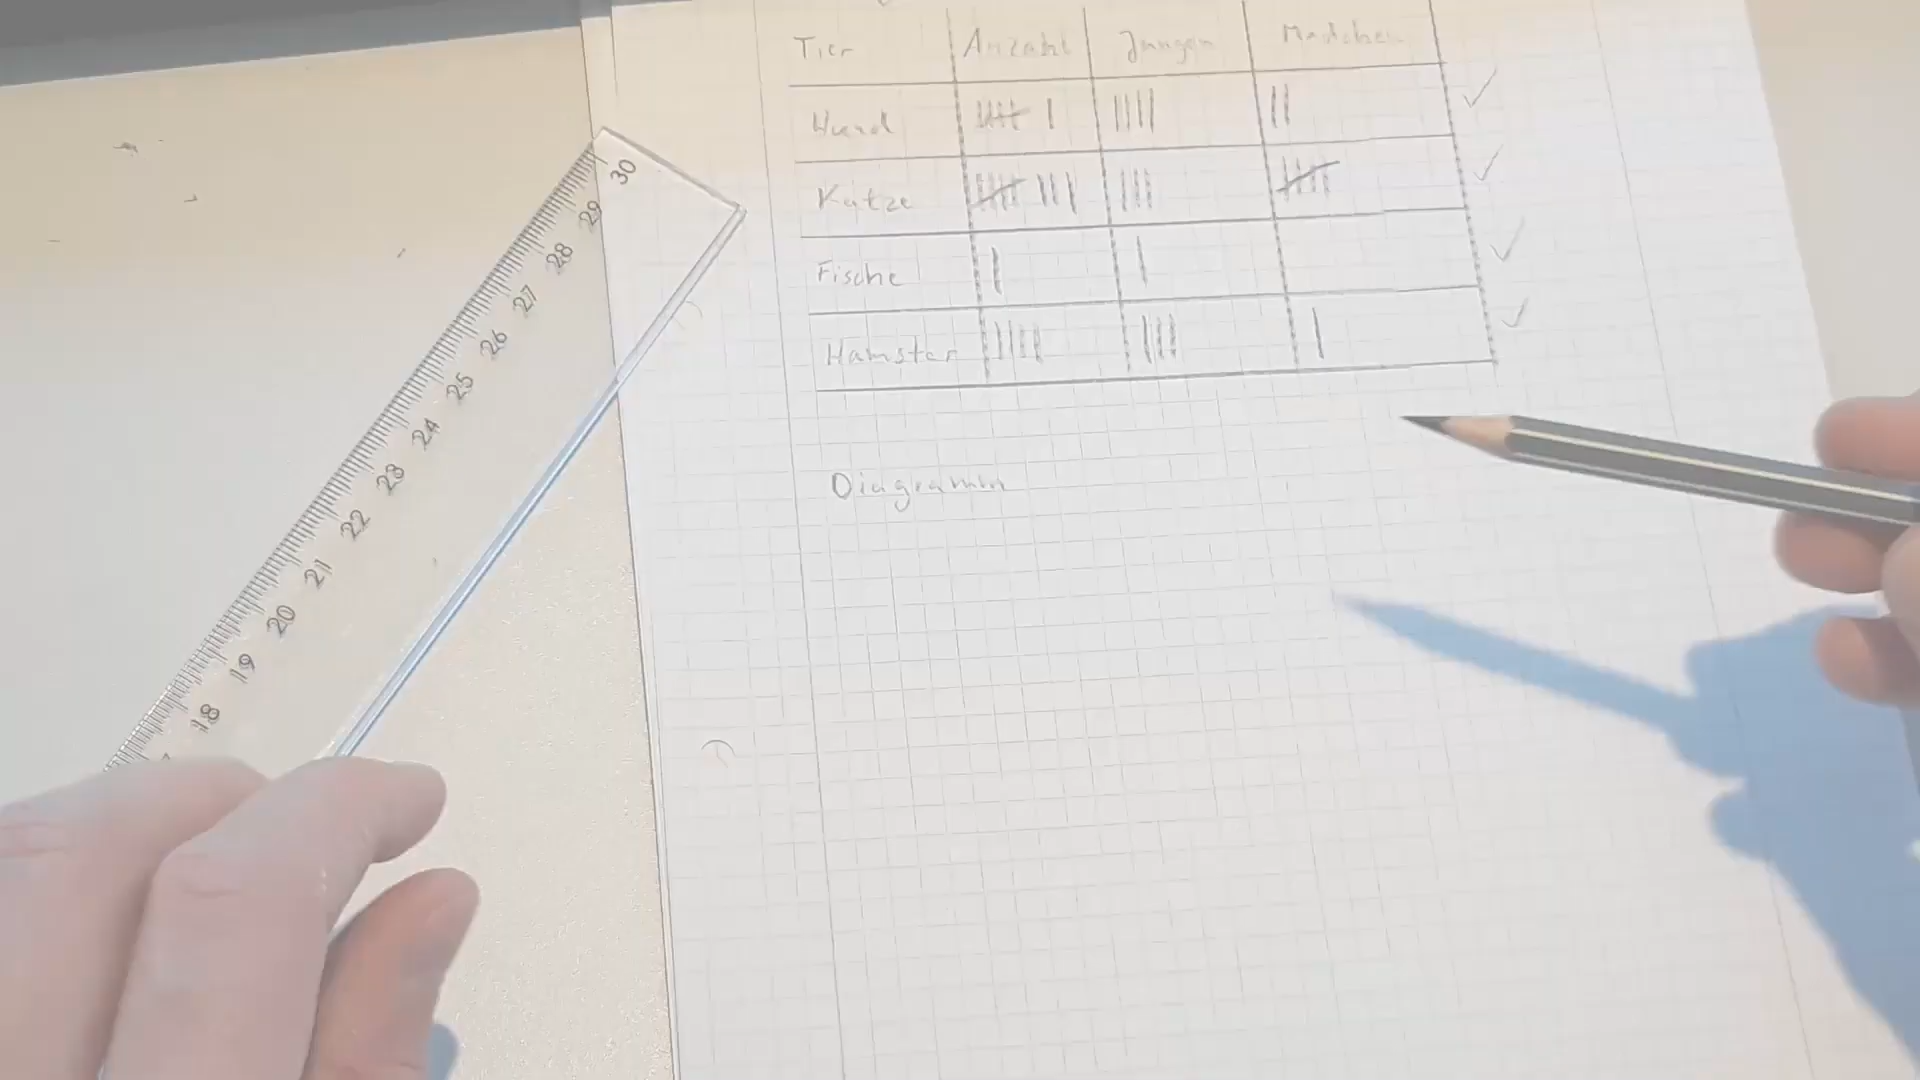 Tier Anzahl Jungen Mädchen
Hund
Katze
Fische
Hamster
Diagramm
30
29
28
27
26
25
24
23
22
21
20
19
18